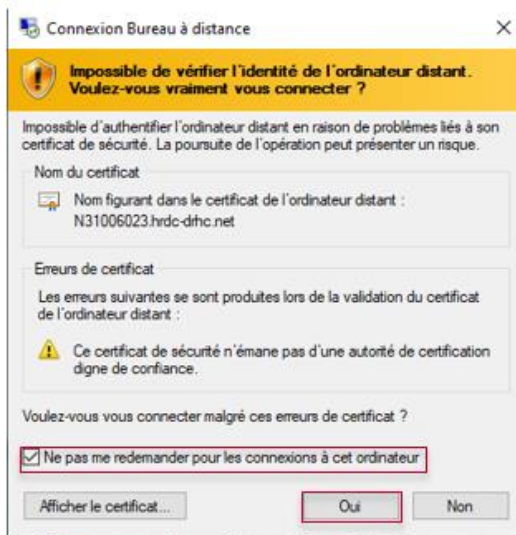 Connexion Bureau à distance
Impossible de vérifier l'identité de l'ordinateur distant.
Voulez-vous vraiment vous connecter ?
Impossible d'authentifier l'ordinateur distant en raison de problèmes liés à son
certificat de sécurité. La poursuite de l'opération peut présenter un risque.
Nom du certificat
Nom figurant dans le certificat de l'ordinateur distant :
N31006023.hrdc-drhc.net
Erreurs de certificat
Les erreurs suivantes se sont produites lors de la validation du certificat
de l'ordinateur distant :
Ce certificat de sécurité n'émane pas d'une autorité de certification
digne de confiance.
Voulez-vous vous connecter malgré ces erreurs de certificat ?
Ne pas me redemander pour les connexions à cet ordinateur
Afficher le certificat... Oui Non